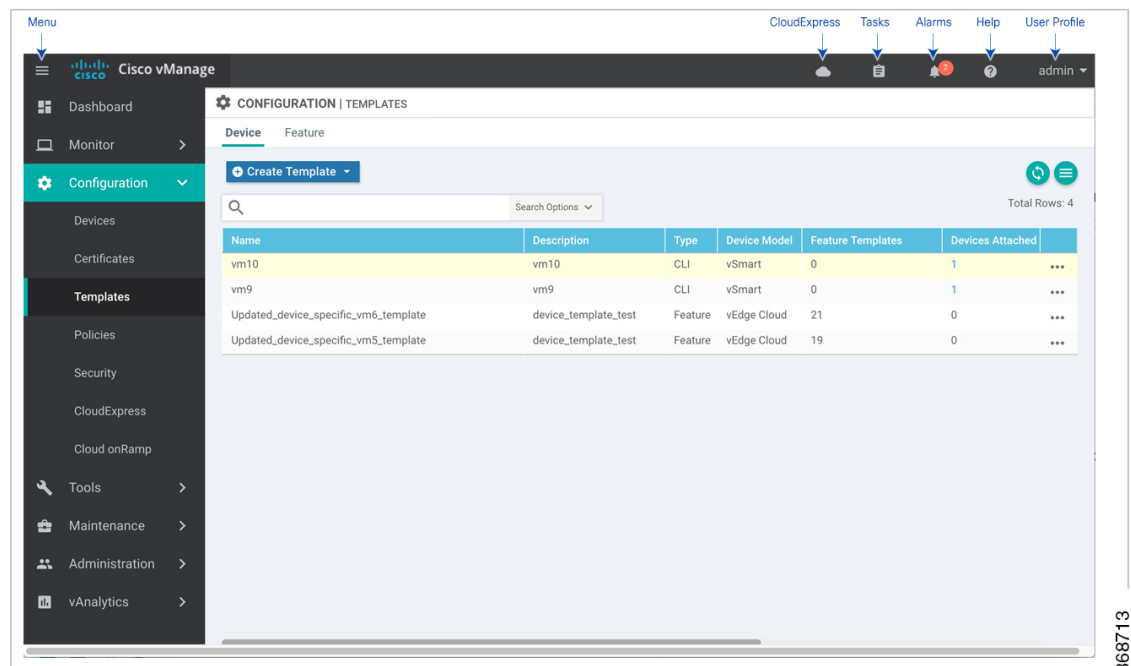 Menu CloudExpress Tasks Alarms Help User Profile
cisco Cisco vManage 2 admin
Dashboard
CONFIGURATION | TEMPLATES
Device Feature
Monitor
Create Template
Configuration
Search Options Total Rows: 4
Devices
Name Description Type Device Model Feature Templates Devices Attached
Certificates
vm10 vm10 CLI vSmart 0 1 •••
vm9 vm9 CLI vSmart 0 1 •••
Templates
Updated_device_specific_vm6_template device_template_test Feature vEdge Cloud 21 0 •••
Policies
Updated_device_specific_vm5_template device_template_test Feature vEdge Cloud 19 0 •••
Security
CloudExpress
Cloud onRamp
Tools
Maintenance
Administration
vAnalytics
368713